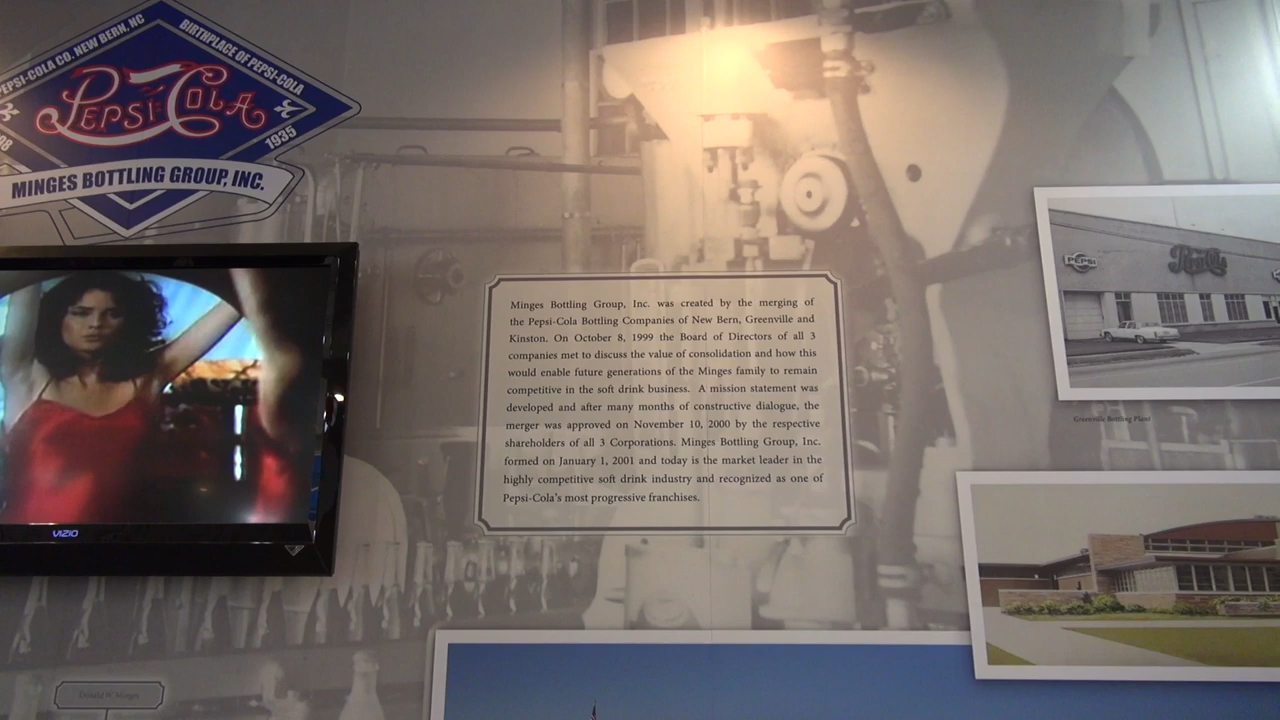 PEPSI-COLA CO. NEW BERN, NC
BIRTHPLACE OF PEPSI-COLA
PEPSI-COLA
98
1935
MINGES BOTTLING GROUP, INC.
VIZIO
Minges Bottling Group, Inc. was created by the merging of
the Pepsi-Cola Bottling Companies of New Bern, Greenville and
Kinston. On October 8, 1999 the Board of Directors of all 3
companies met to discuss the value of consolidation and how this
would enable future generations of the Minges family to remain
competitive in the soft drink business. A mission statement was
developed and after many months of constructive dialogue, the
merger was approved on November 10, 2000 by the respective
shareholders of all 3 Corporations. Minges Bottling Group, Inc.
formed on January 1, 2001 and today is the market leader in the
highly competitive soft drink industry and recognized as one of
Pepsi-Cola's most progressive franchises.
PEPSI
Pepsi-Cola
Greenville Bottling Plant
Donald W Minges